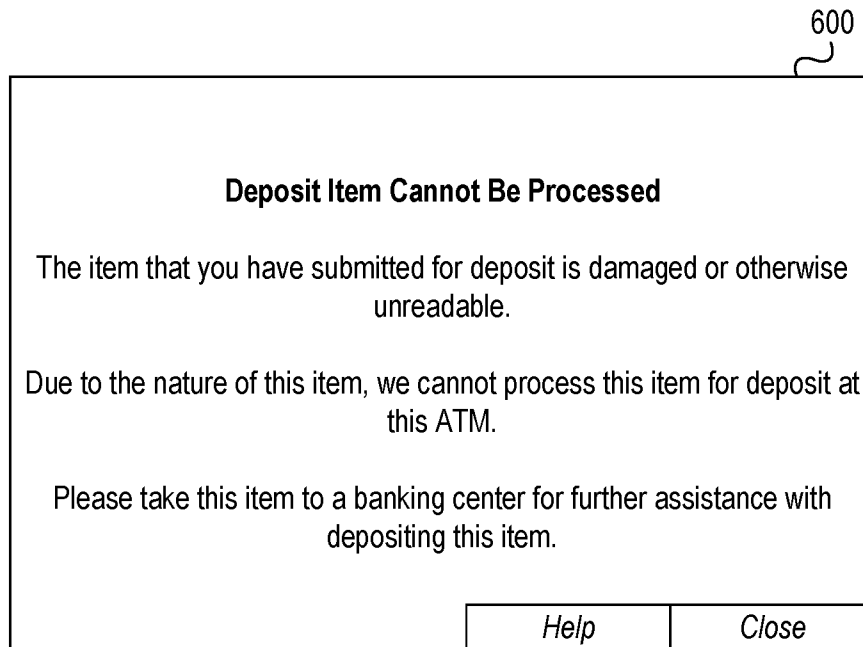 600
Deposit Item Cannot Be Processed
The item that you have submitted for deposit is damaged or otherwise
unreadable.
Due to the nature of this item, we cannot process this item for deposit at
this ATM.
Please take this item to a banking center for further assistance with
depositing this item.
Help Close